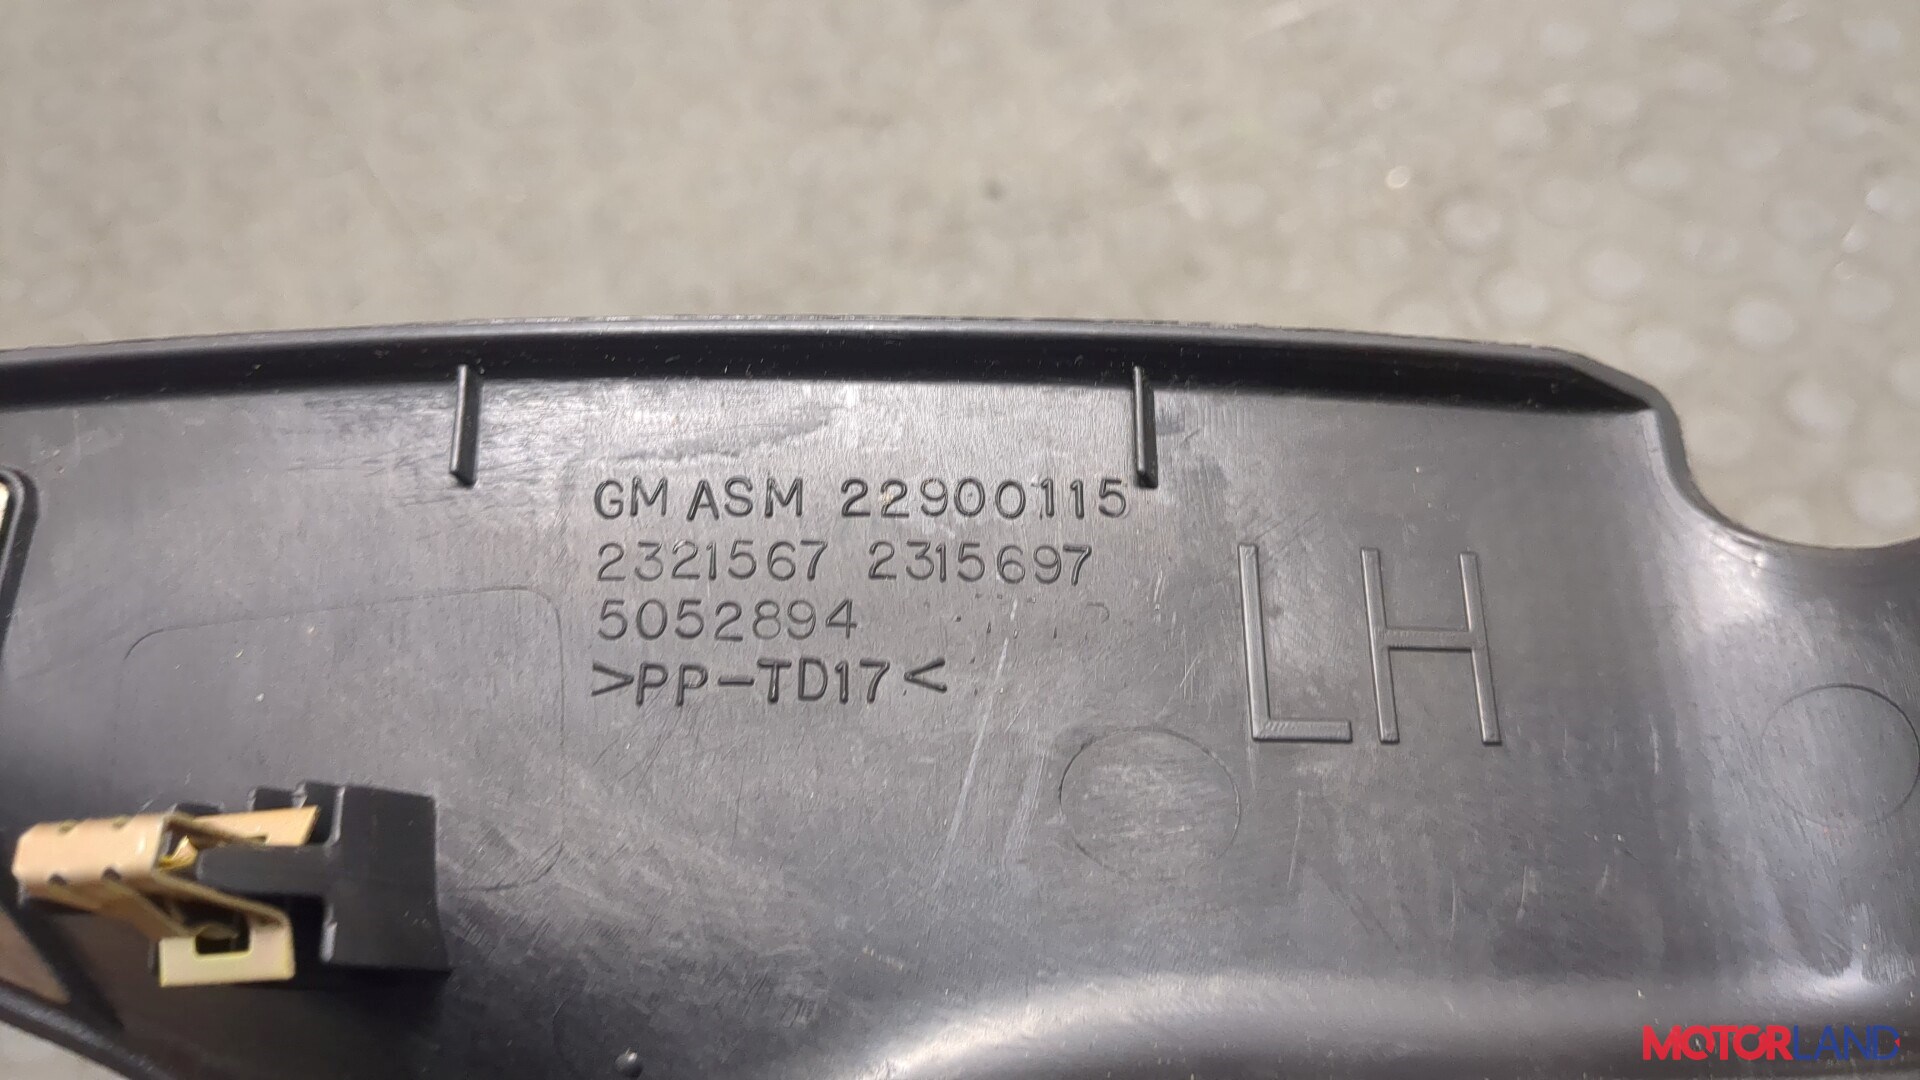 GM ASM 22900115
2321567 2315697
5052894
>PP-TD17<
LH
MOTORLAND